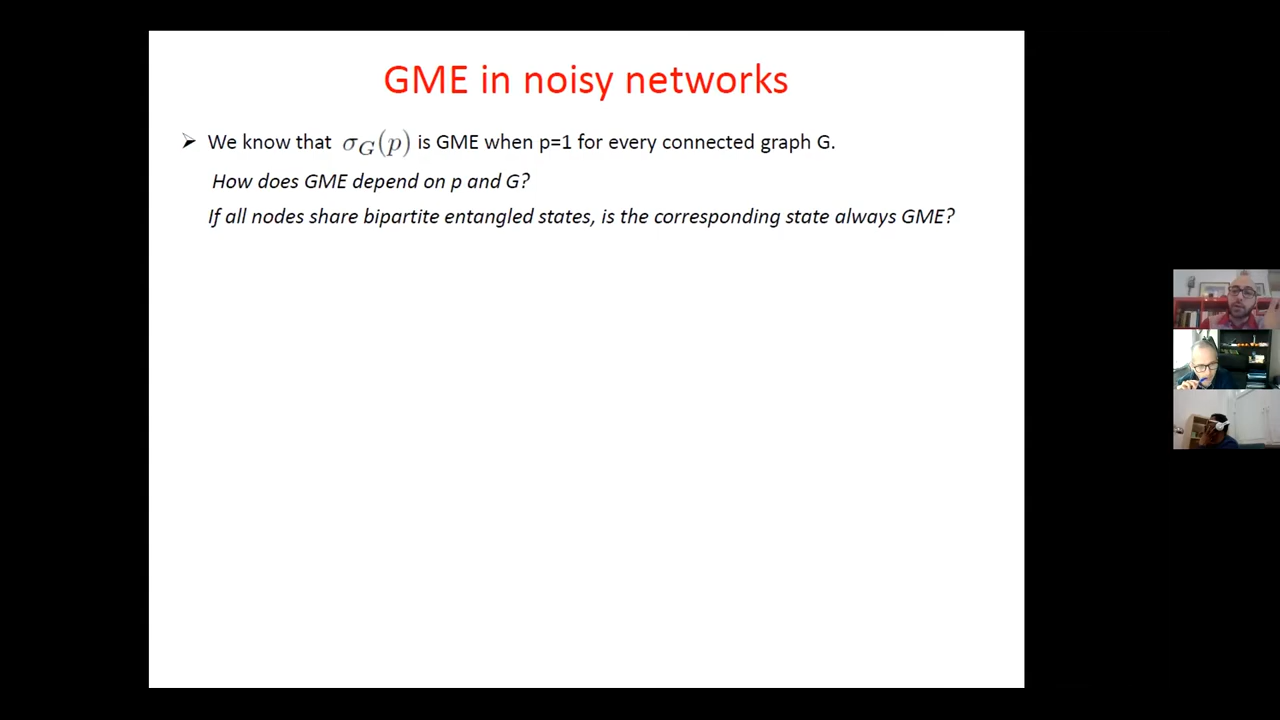 GME in noisy networks
➢ We know that σ_G(p) is GME when p=1 for every connected graph G.
How does GME depend on p and G?
If all nodes share bipartite entangled states, is the corresponding state always GME?